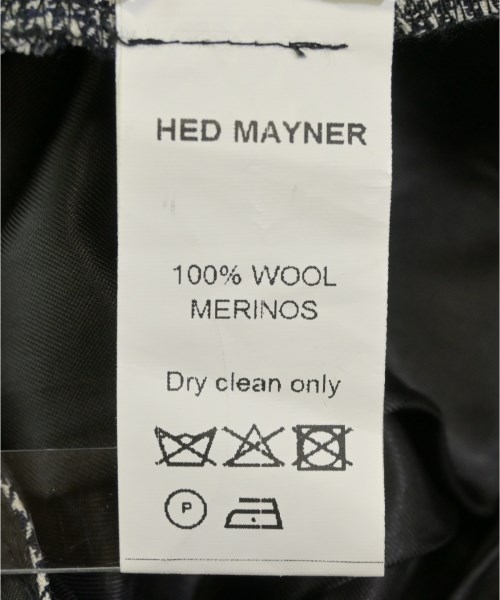 HED MAYNER
100% WOOL
MERINOS
Dry clean only
P